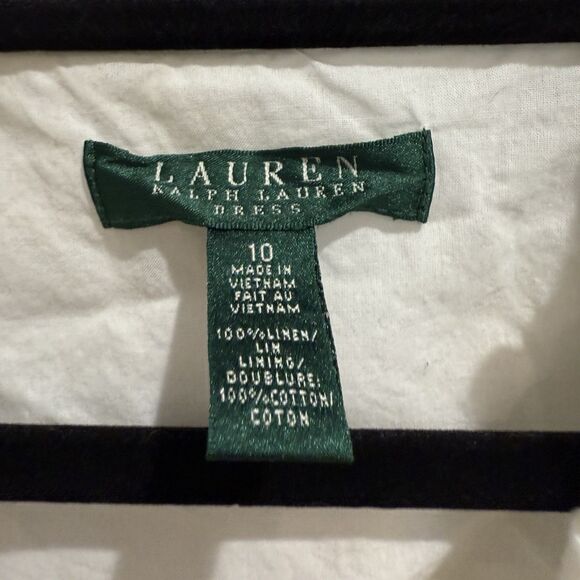 LAUREN
RALPH LAUREN
DRESS
10
MADE IN
VIETNAM
FAIT AU
VIETNAM
100%LINEN/
LIN
LINING/
DOUBLURE:
100%COTTON/
COTON